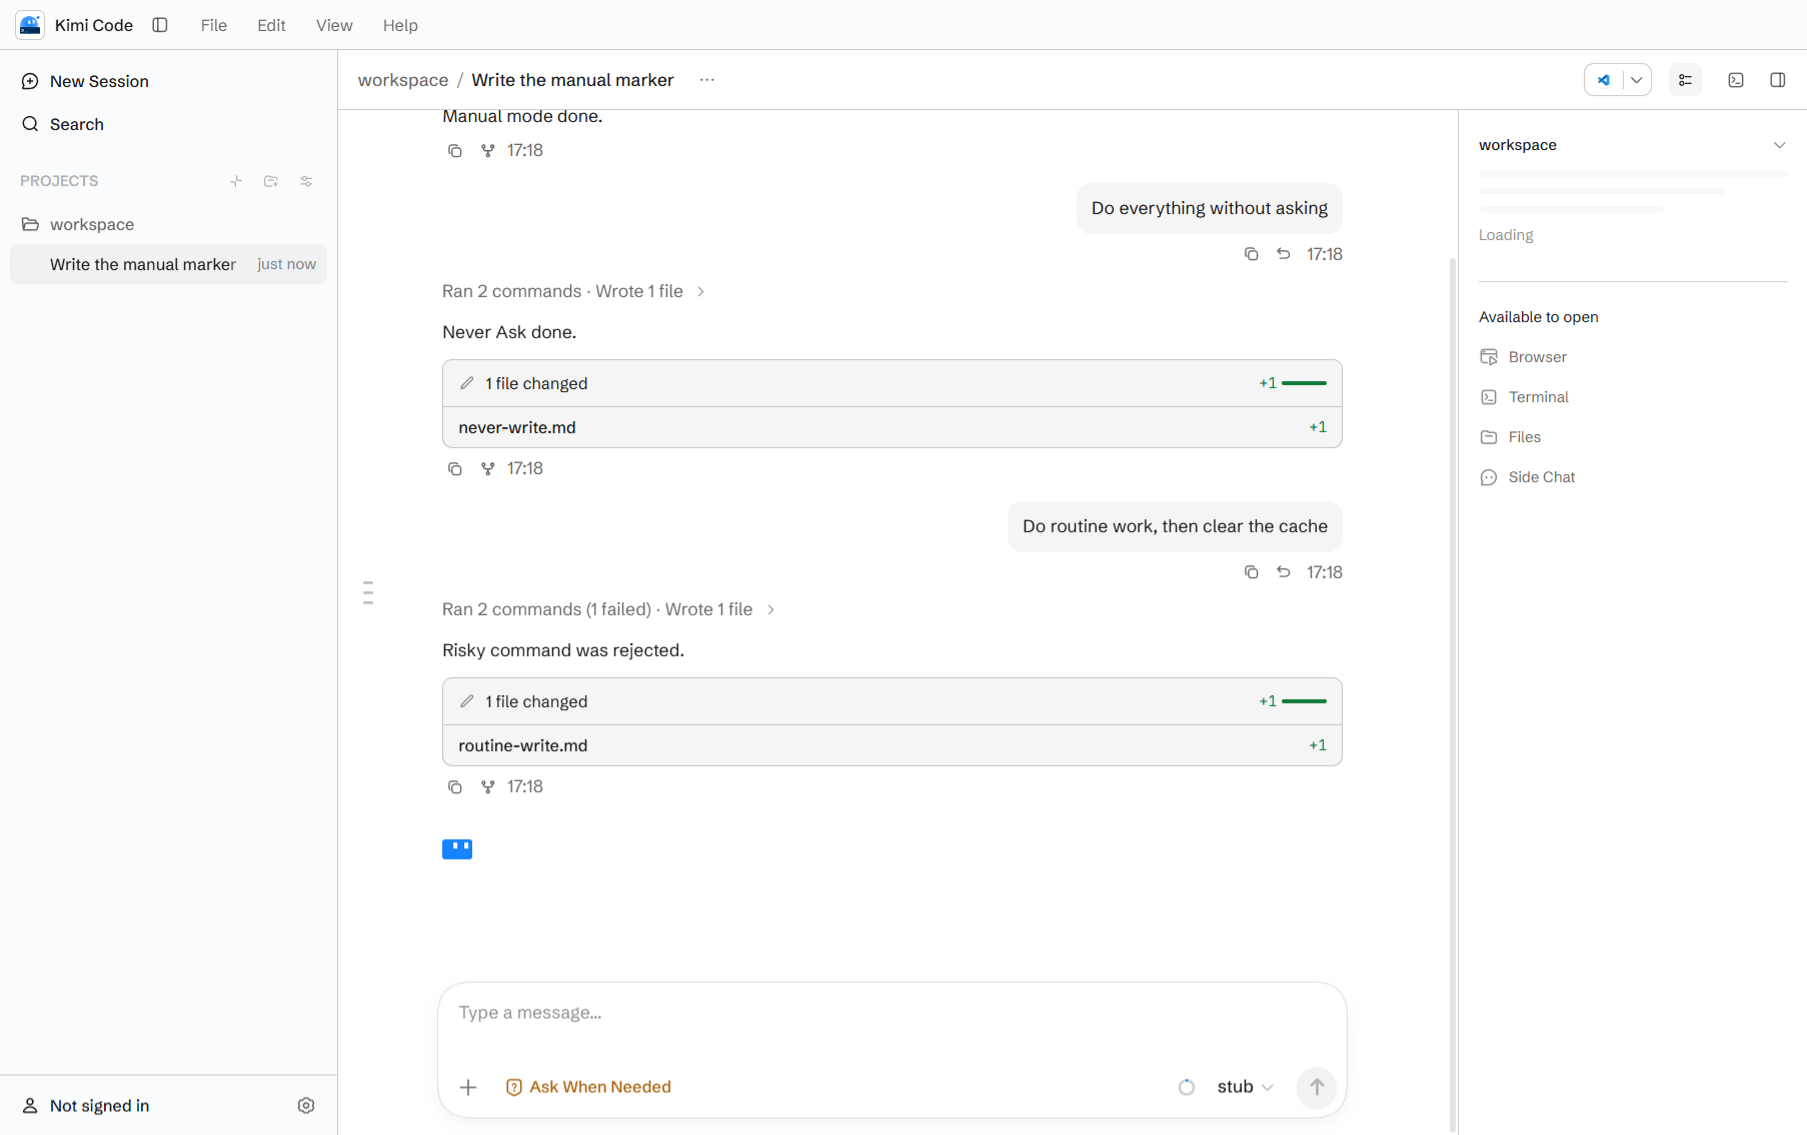 Kimi Code File Edit View Help
New Session
Search
PROJECTS
workspace
Write the manual marker just now
Not signed in
workspace / Write the manual marker ...
Manual mode done.
17:18
Do everything without asking
17:18
Ran 2 commands · Wrote 1 file
Never Ask done.
1 file changed +1
never-write.md +1
17:18
Do routine work, then clear the cache
17:18
Ran 2 commands (1 failed) · Wrote 1 file
Risky command was rejected.
1 file changed +1
routine-write.md +1
17:18
Type a message...
Ask When Needed stub
workspace
Loading
Available to open
Browser
Terminal
Files
Side Chat